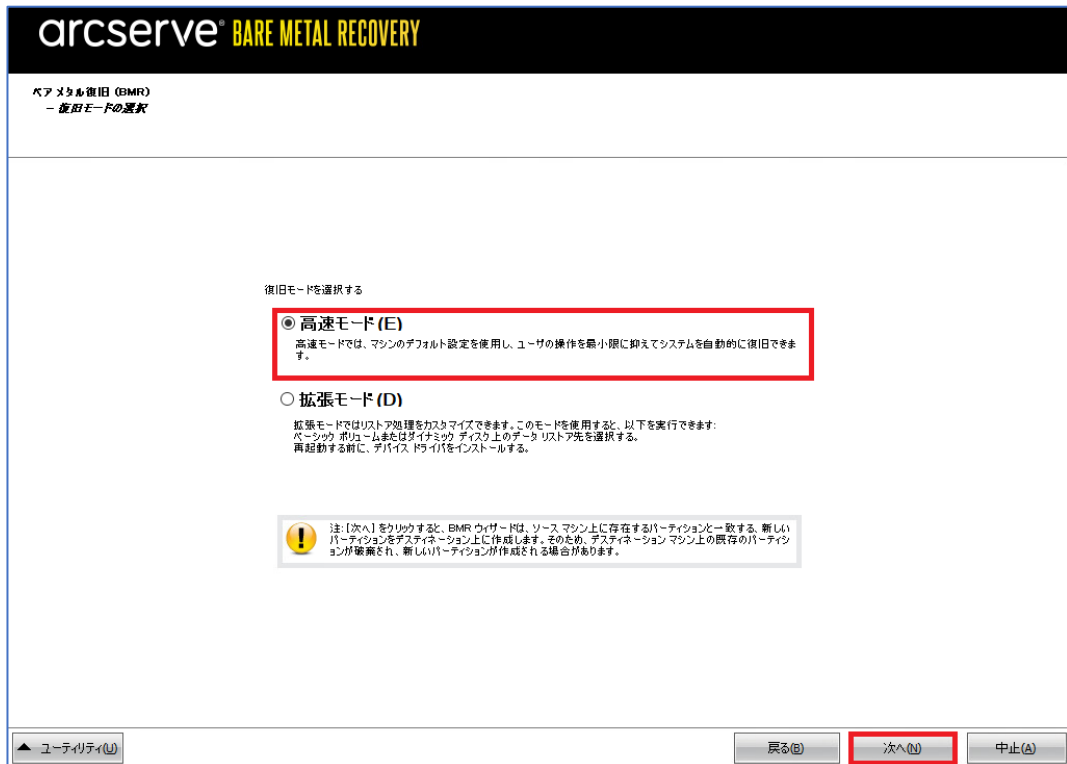 arcserve® BARE METAL RECOVERY
ベア メタル復旧 (BMR)
- 復旧モードの選択
復旧モードを選択する
高速モード(E)
高速モードでは、マシンのデフォルト設定を使用し、ユーザの操作を最小限に抑えてシステムを自動的に復旧できま
す。
拡張モード(D)
拡張モードではリストア処理をカスタマイズできます。このモードを使用すると、以下を実行できます:
ベーシック ボリュームまたはダイナミック ディスク上のデータ リストア先を選択する。
再起動する前に、デバイス ドライバをインストールする。
注: [次へ] をクリックすると、BMR ウィザードは、ソース マシン上に存在するパーティションと一致する、新しい
パーティションをデスティネーション上に作成します。そのため、デスティネーション マシン上の既存のパーティシ
ョンが破棄され、新しいパーティションが作成される場合があります。
ユーティリティ(U)
戻る(B)
次へ(N)
中止(A)